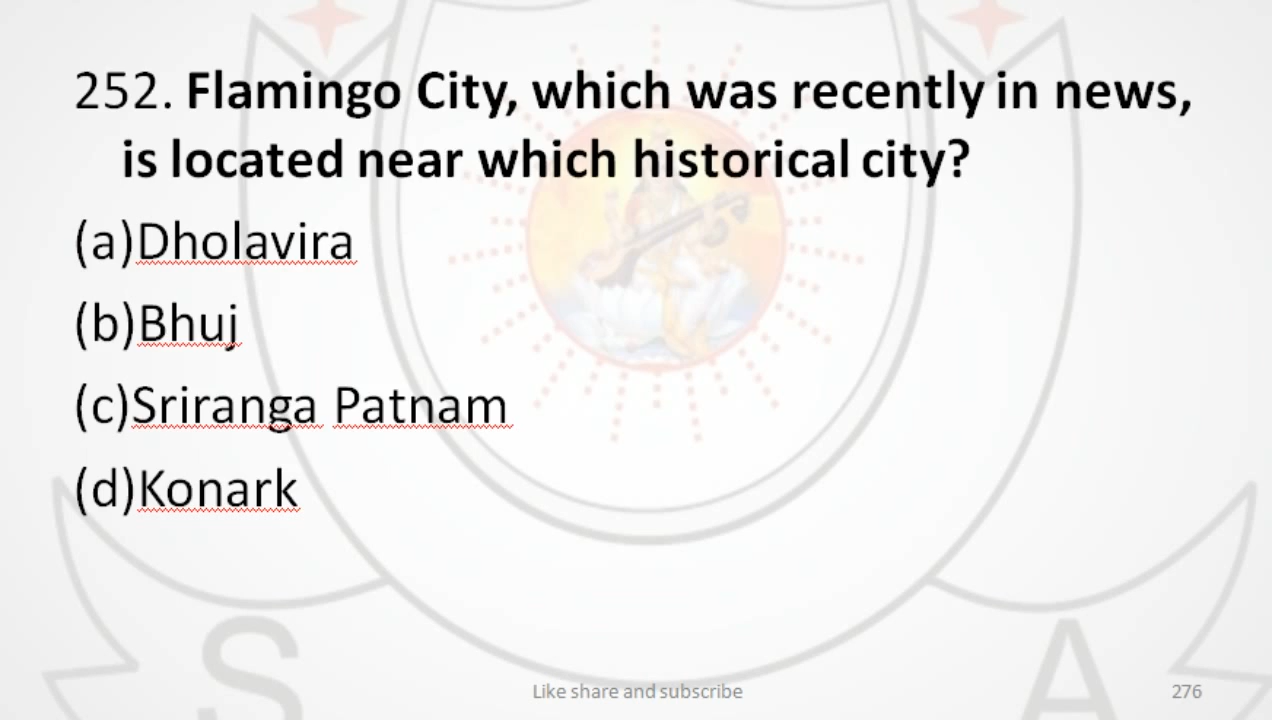 252. Flamingo City, which was recently in news,
is located near which historical city?
(a)Dholavira
(b)Bhuj
(c)Sriranga Patnam
(d)Konark
S A
Like share and subscribe 276